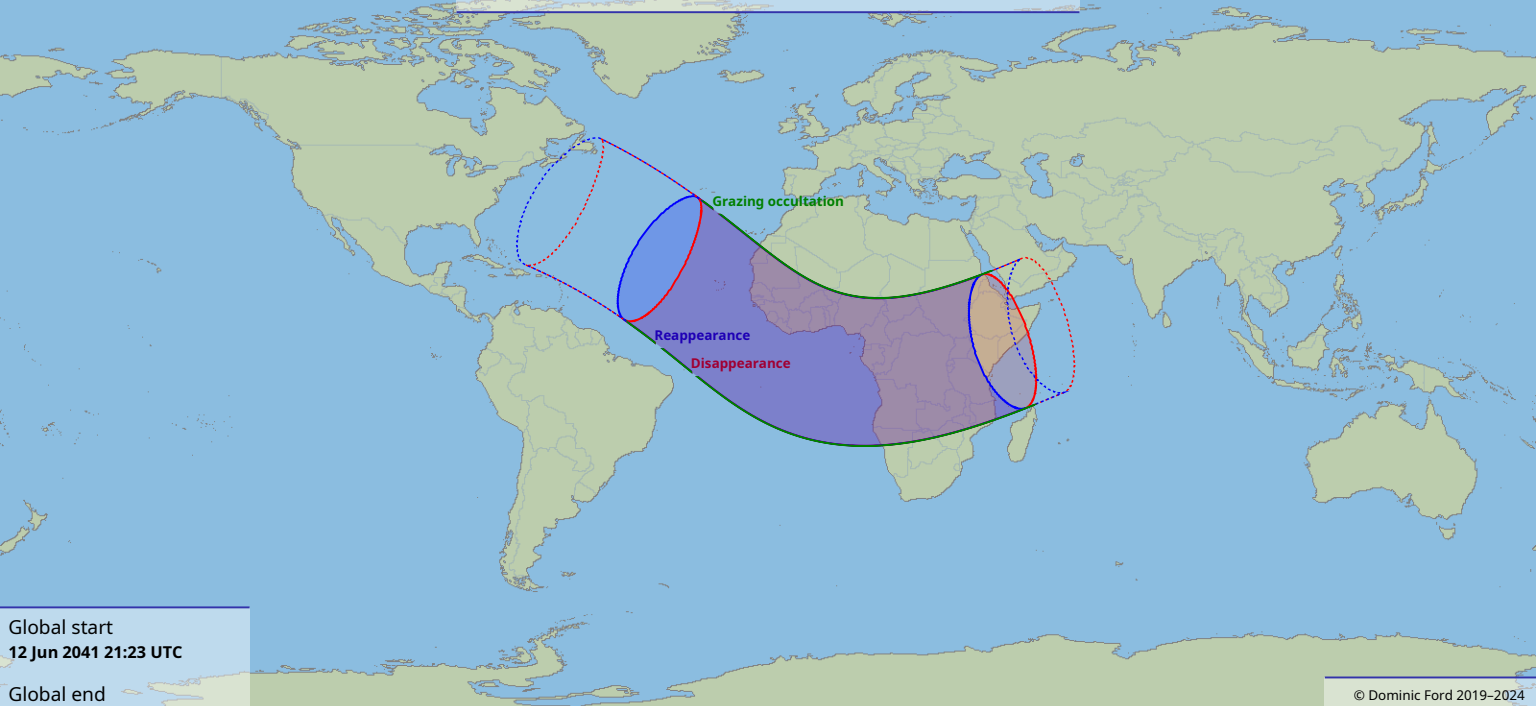 Grazing occultation
Reappearance
Disappearance
Global start
12 Jun 2041 21:23 UTC
Global end
© Dominic Ford 2019–2024